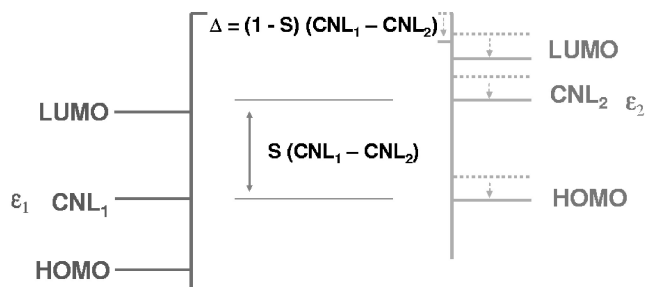 Δ = (1 - S) (CNL₁ – CNL₂)
LUMO
LUMO
CNL₂ ε₂
S (CNL₁ – CNL₂)
ε₁ CNL₁
HOMO
HOMO